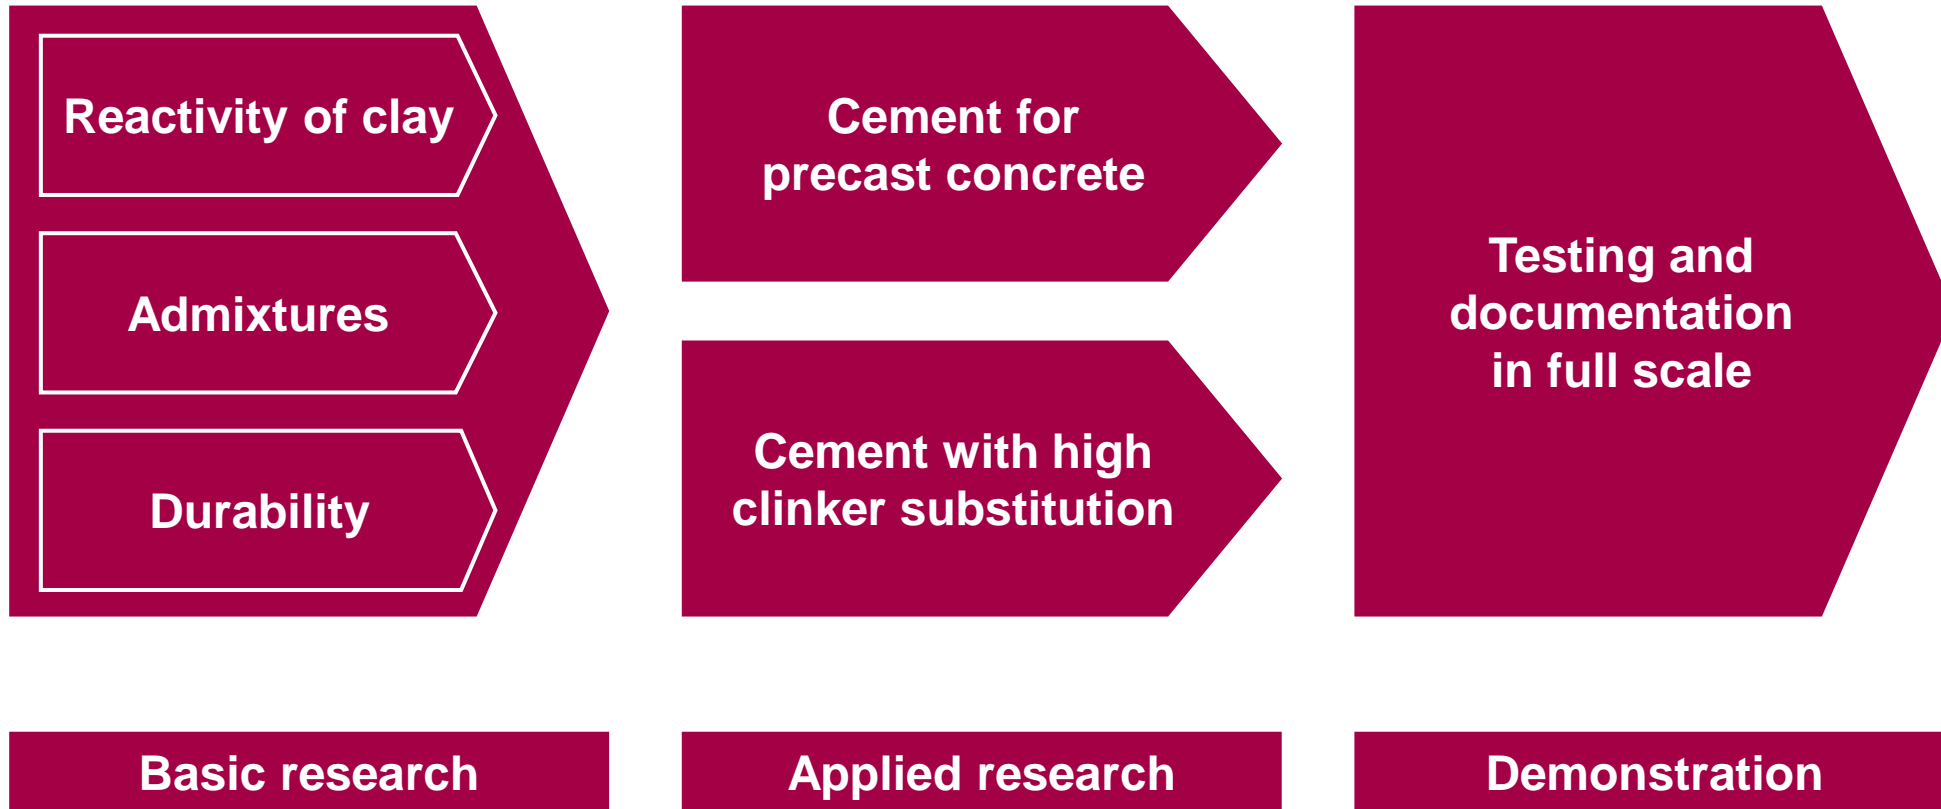 Reactivity of clay
Admixtures
Durability
Cement for
precast concrete
Cement with high
clinker substitution
Testing and
documentation
in full scale
Basic research
Applied research
Demonstration